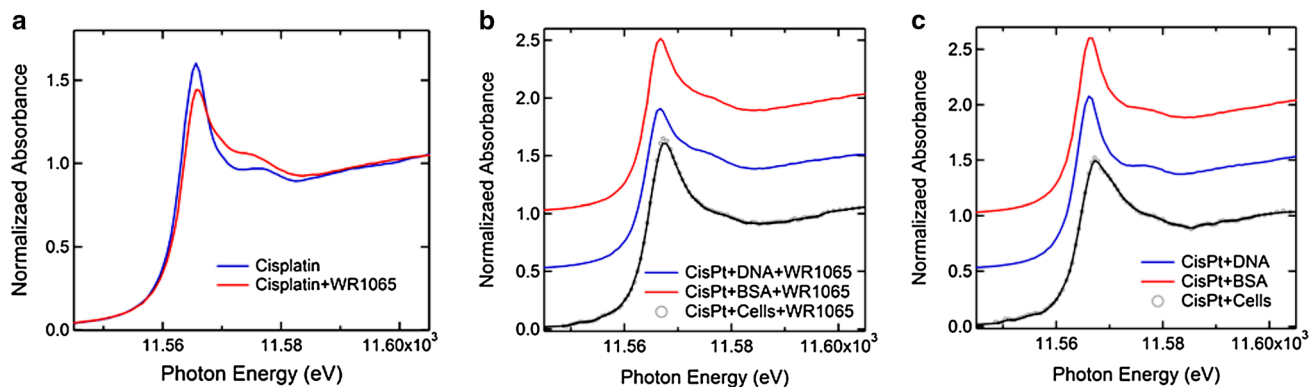 a
1.5
1.0
0.5
0.0
Normalizaed Absorbance
Cisplatin
Cisplatin+WR1065
11.56
11.58
11.60x10³
Photon Energy (eV)
b
2.5
2.0
1.5
1.0
0.5
0.0
Normalizaed Absorbance
CisPt+DNA+WR1065
CisPt+BSA+WR1065
CisPt+Cells+WR1065
11.56
11.58
11.60x10³
Photon Energy (eV)
c
2.5
2.0
1.5
1.0
0.5
0.0
Normalizaed Absorbance
CisPt+DNA
CisPt+BSA
CisPt+Cells
11.56
11.58
11.60x10³
Photon Energy (eV)